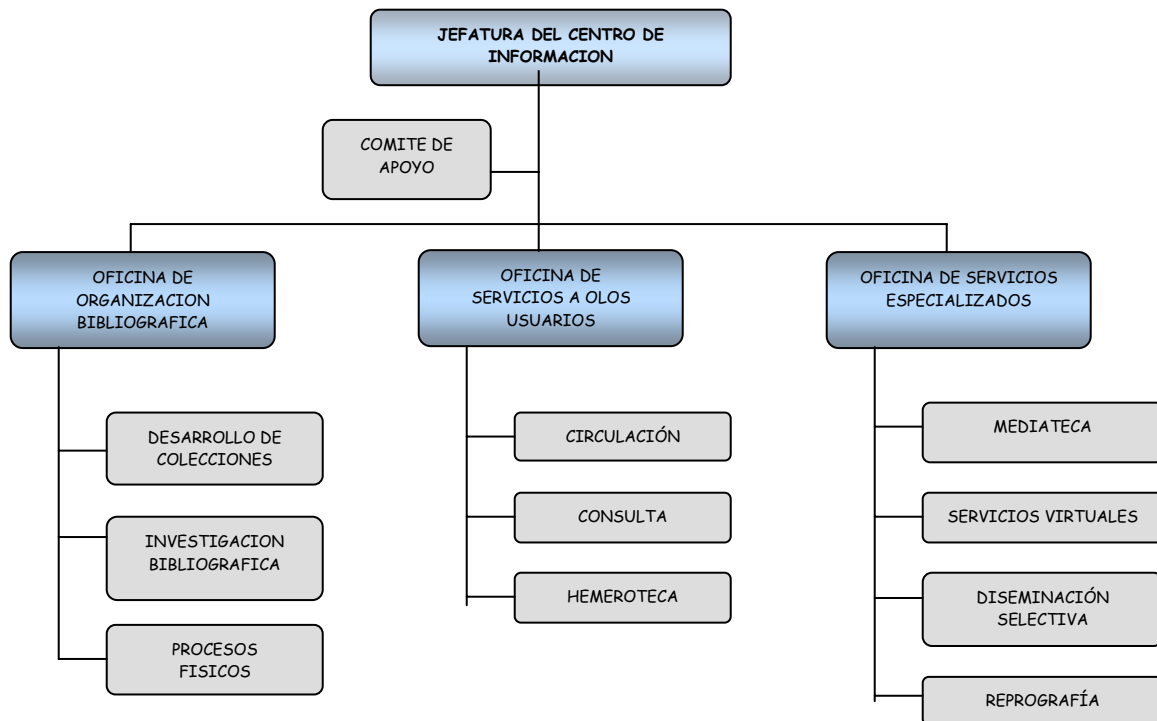 JEFATURA DEL CENTRO DE
INFORMACION
COMITE DE
APOYO
OFICINA DE
ORGANIZACION
BIBLIOGRAFICA
OFICINA DE
SERVICIOS A OLOS
USUARIOS
OFICINA DE SERVICIOS
ESPECIALIZADOS
DESARROLLO DE
COLECCIONES
INVESTIGACION
BIBLIOGRAFICA
PROCESOS
FISICOS
CIRCULACIÓN
CONSULTA
HEMEROTECA
MEDIATECA
SERVICIOS VIRTUALES
DISEMINACIÓN
SELECTIVA
REPROGRAFÍA